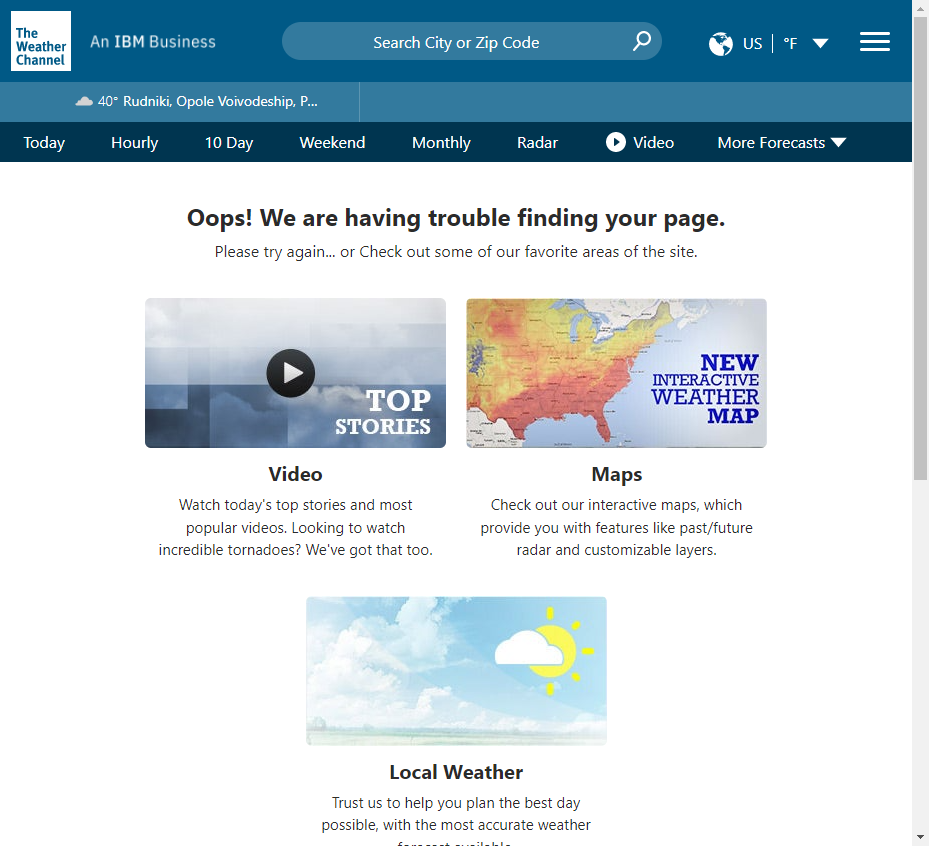 The
Weather
Channel
An IBM Business
Search City or Zip Code
US
°F
40° Rudniki, Opole Voivodeship, P...
Today
Hourly
10 Day
Weekend
Monthly
Radar
Video
More Forecasts
Oops! We are having trouble finding your page.
Please try again... or Check out some of our favorite areas of the site.
TOP
STORIES
NEW
INTERACTIVE
WEATHER
MAP
Video
Watch today's top stories and most
popular videos. Looking to watch
incredible tornadoes? We've got that too.
Maps
Check out our interactive maps, which
provide you with features like past/future
radar and customizable layers.
Local Weather
Trust us to help you plan the best day
possible, with the most accurate weather
forecast available.